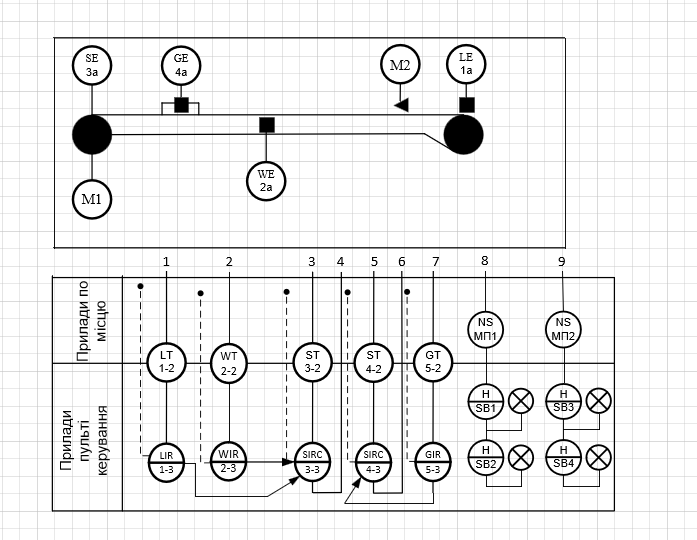 SE
3a
GE
4a
M2
LE
1a
M1
WE
2a
1 2 3 4 5 6 7 8 9
Прилади по
місцю
LT
1-2
WT
2-2
ST
3-2
ST
4-2
GT
5-2
NS
МП1
NS
МП2
Прилади
пульті
керування
H
SB1
H
SB3
LIR
1-3
WIR
2-3
SIRC
3-3
SIRC
4-3
GIR
5-3
H
SB2
H
SB4